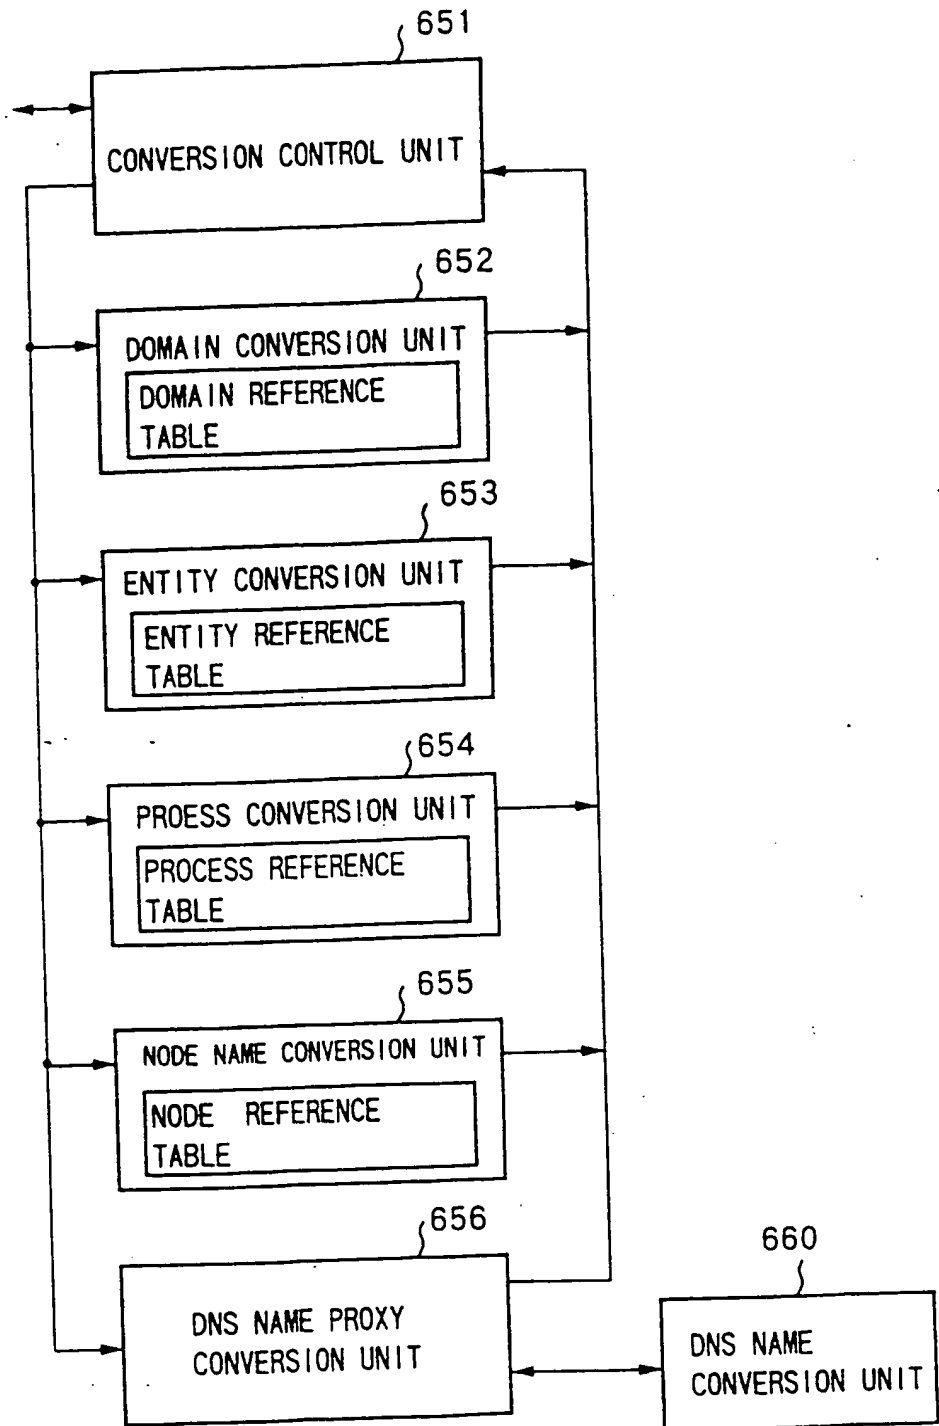 651
CONVERSION CONTROL UNIT
652
DOMAIN CONVERSION UNIT
DOMAIN REFERENCE
TABLE
653
ENTITY CONVERSION UNIT
ENTITY REFERENCE
TABLE
654
PROESS CONVERSION UNIT
PROCESS REFERENCE
TABLE
655
NODE NAME CONVERSION UNIT
NODE REFERENCE
TABLE
656
DNS NAME PROXY
CONVERSION UNIT
660
DNS NAME
CONVERSION UNIT